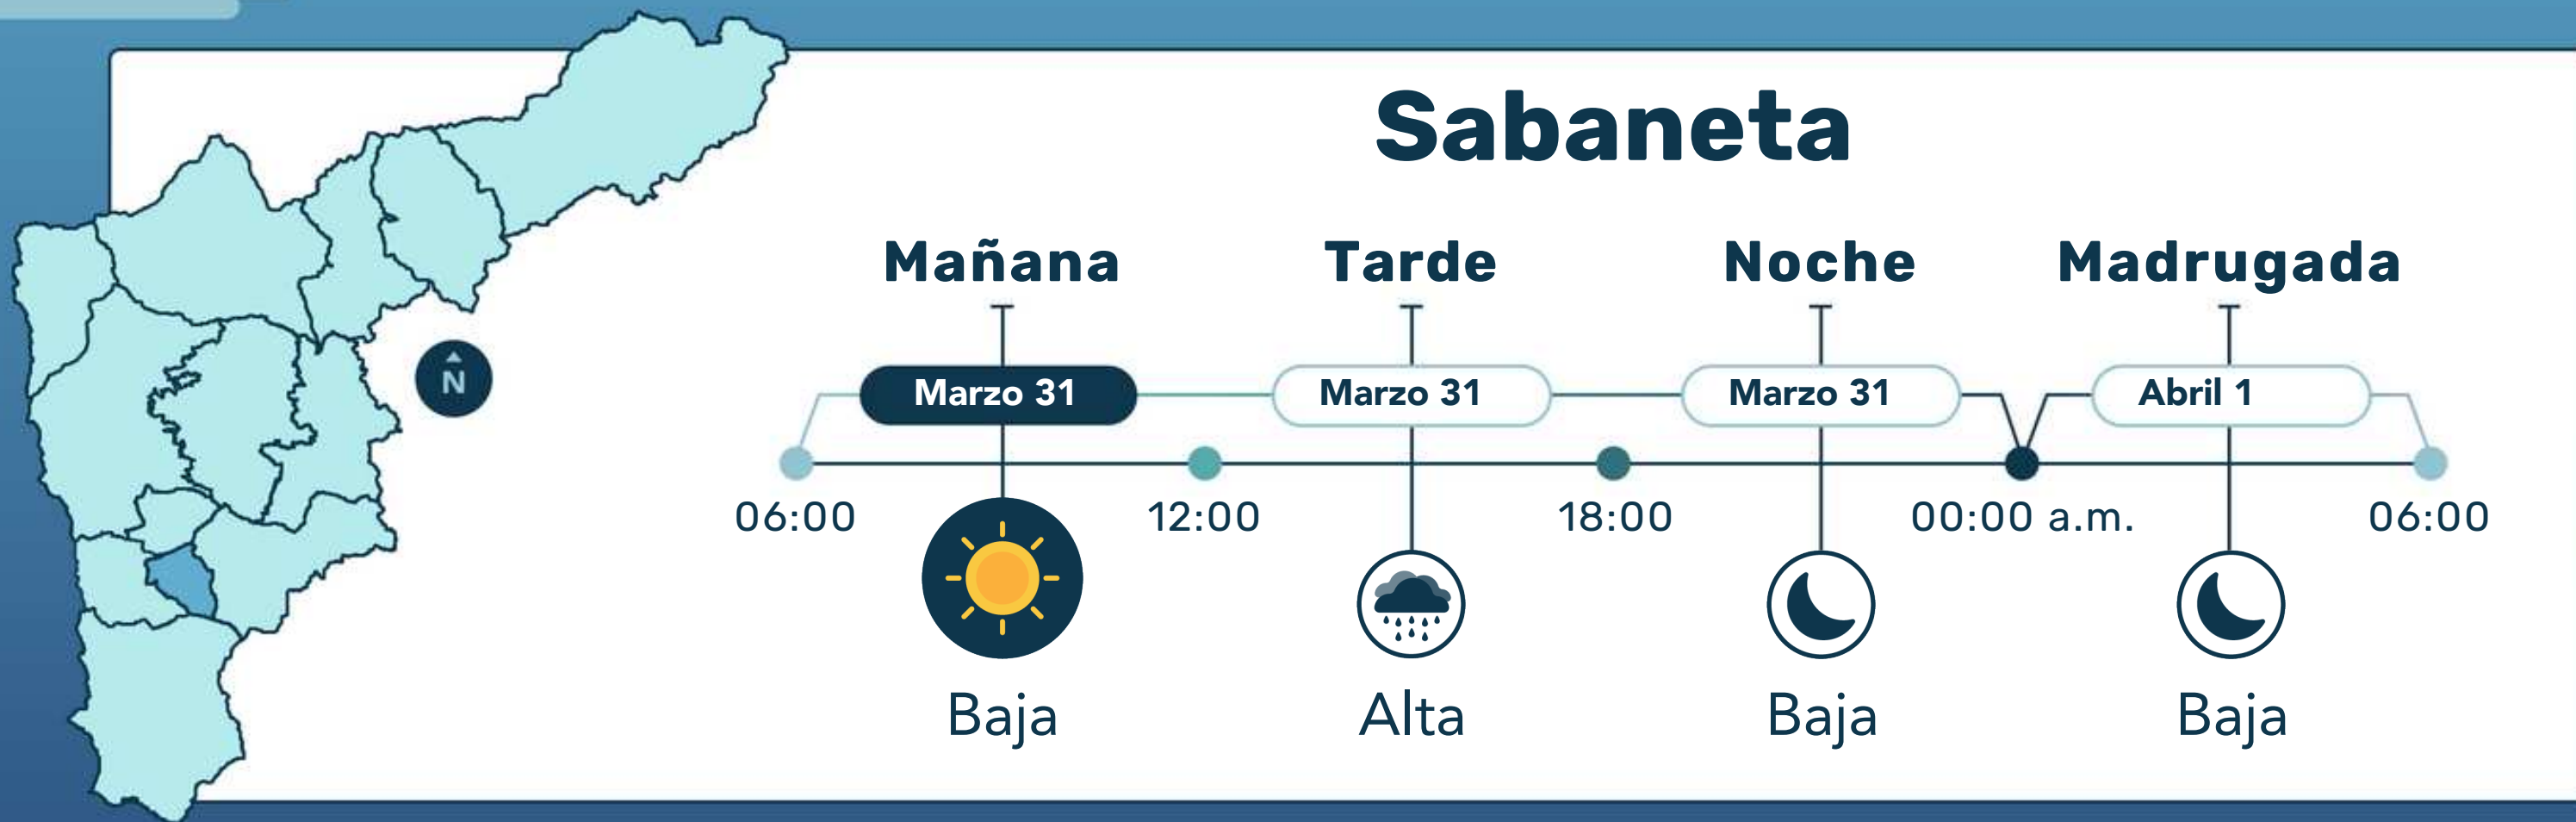 Sabaneta
Mañana Tarde Noche Madrugada
Marzo 31 Marzo 31 Marzo 31 Abril 1
N
06:00 12:00 18:00 00:00 a.m. 06:00
Baja Alta Baja Baja